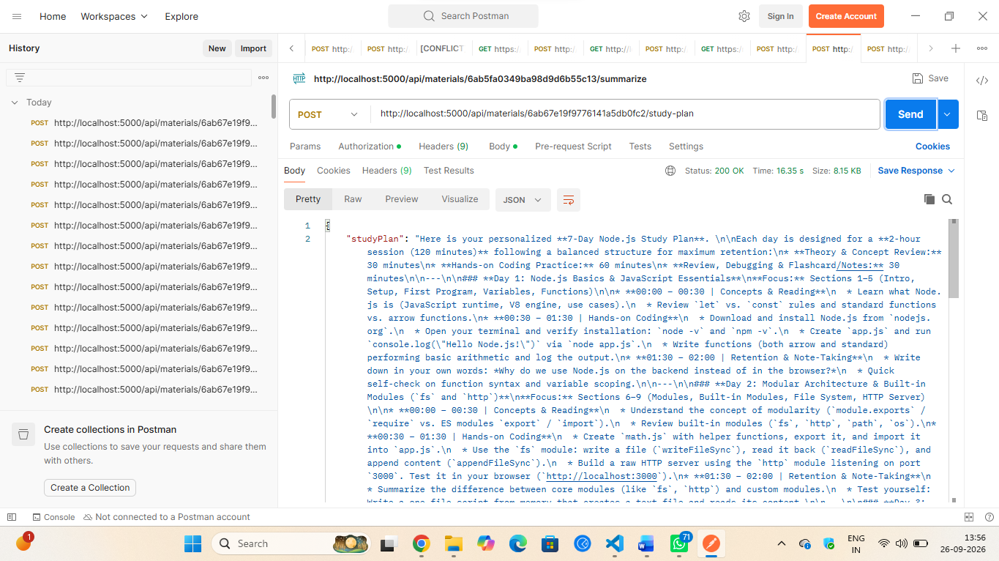 Home
Workspaces
Explore
Search Postman
Sign In
Create Account
History
New
Import
POST http:/
POST http:/
[CONFLICT
GET https:/
POST http:/
GET http://
POST http:/
GET https:/
POST http:/
POST http:/
POST http:/
HTTP
http://localhost:5000/api/materials/6ab5fa0349ba98d9d6b55c13/summarize
Save
Today
POST http://localhost:5000/api/materials/6ab67e19f9...
POST http://localhost:5000/api/materials/6ab67e19f9...
POST http://localhost:5000/api/materials/6ab67e19f9...
POST http://localhost:5000/api/materials/6ab67e19f9...
POST http://localhost:5000/api/materials/6ab67e19f9...
POST http://localhost:5000/api/materials/6ab67e19f9...
POST http://localhost:5000/api/materials/6ab67e19f9...
POST http://localhost:5000/api/materials/6ab67e19f9...
POST http://localhost:5000/api/materials/6ab67e19f9...
POST http://localhost:5000/api/materials/6ab67e19f9...
POST http://localhost:5000/api/materials/6ab67e19f9...
POST http://localhost:5000/api/materials/6ab67e19f9...
POST http://localhost:5000/api/materials/6ab67e19f9...
POST http://localhost:5000/api/materials/6ab67e19f9...
Create collections in Postman
Use collections to save your requests and share them
with others.
Create a Collection
POST
http://localhost:5000/api/materials/6ab67e19f9776141a5db0fc2/study-plan
Send
Params
Authorization
Headers (9)
Body
Pre-request Script
Tests
Settings
Cookies
Body
Cookies
Headers (9)
Test Results
Status: 200 OK
Time: 16.35 s
Size: 8.15 KB
Save Response
Pretty
Raw
Preview
Visualize
JSON
1 {
2 "studyPlan": "Here is your personalized **7-Day Node.js Study Plan**. \n\nEach day is designed for a **2-hour
session (120 minutes)** following a balanced structure for maximum retention:\n* **Theory & Concept Review:**
30 minutes\n* **Hands-on Coding Practice:** 60 minutes\n* **Review, Debugging & Flashcard/Notes:** 30
minutes\n\n---\n\n### **Day 1: Node.js Basics & JavaScript Essentials**\n**Focus:** Sections 1–5 (Intro,
Setup, First Program, Variables, Functions)\n\n* **00:00 – 00:30 | Concepts & Reading**\n  * Learn what Node.
js is (JavaScript runtime, V8 engine, use cases).\n  * Review `let` vs. `const` rules and standard functions
vs. arrow functions.\n* **00:30 – 01:30 | Hands-on Coding**\n  * Download and install Node.js from `nodejs.
org`.\n  * Open your terminal and verify installation: `node -v` and `npm -v`.\n  * Create `app.js` and run
`console.log(\"Hello Node.js!\")` via `node app.js`.\n  * Write functions (both arrow and standard)
performing basic arithmetic and log the output.\n* **01:30 – 02:00 | Retention & Note-Taking**\n  * Write
down in your own words: *Why do we use Node.js on the backend instead of in the browser?*\n  * Quick
self-check on function syntax and variable scoping.\n\n---\n\n### **Day 2: Modular Architecture & Built-in
Modules (`fs` and `http`)**\n**Focus:** Sections 6–9 (Modules, Built-in Modules, File System, HTTP Server)
\n\n* **00:00 – 00:30 | Concepts & Reading**\n  * Understand the concept of modularity (`module.exports` /
`require` vs. ES modules `export` / `import`).\n  * Review built-in modules (`fs`, `http`, `path`, `os`).\n*
**00:30 – 01:30 | Hands-on Coding**\n  * Create `math.js` with helper functions, export it, and import it
into `app.js`.\n  * Use the `fs` module: write a file (`writeFileSync`), read it back (`readFileSync`), and
append content (`appendFileSync`).\n  * Build a raw HTTP server using the `http` module listening on port
`3000`. Test it in your browser (`http://localhost:3000`).\n* **01:30 – 02:00 | Retention & Note-Taking**\n
* Summarize the difference between core modules (like `fs`, `http`) and custom modules.\n  * Test yourself:
Write a one-file script from memory that creates a text file and reads its content.\n\n---\n\n### **Day 3:
Console
Not connected to a Postman account
1
Search
71
ENG
IN
13:56
26-09-2026